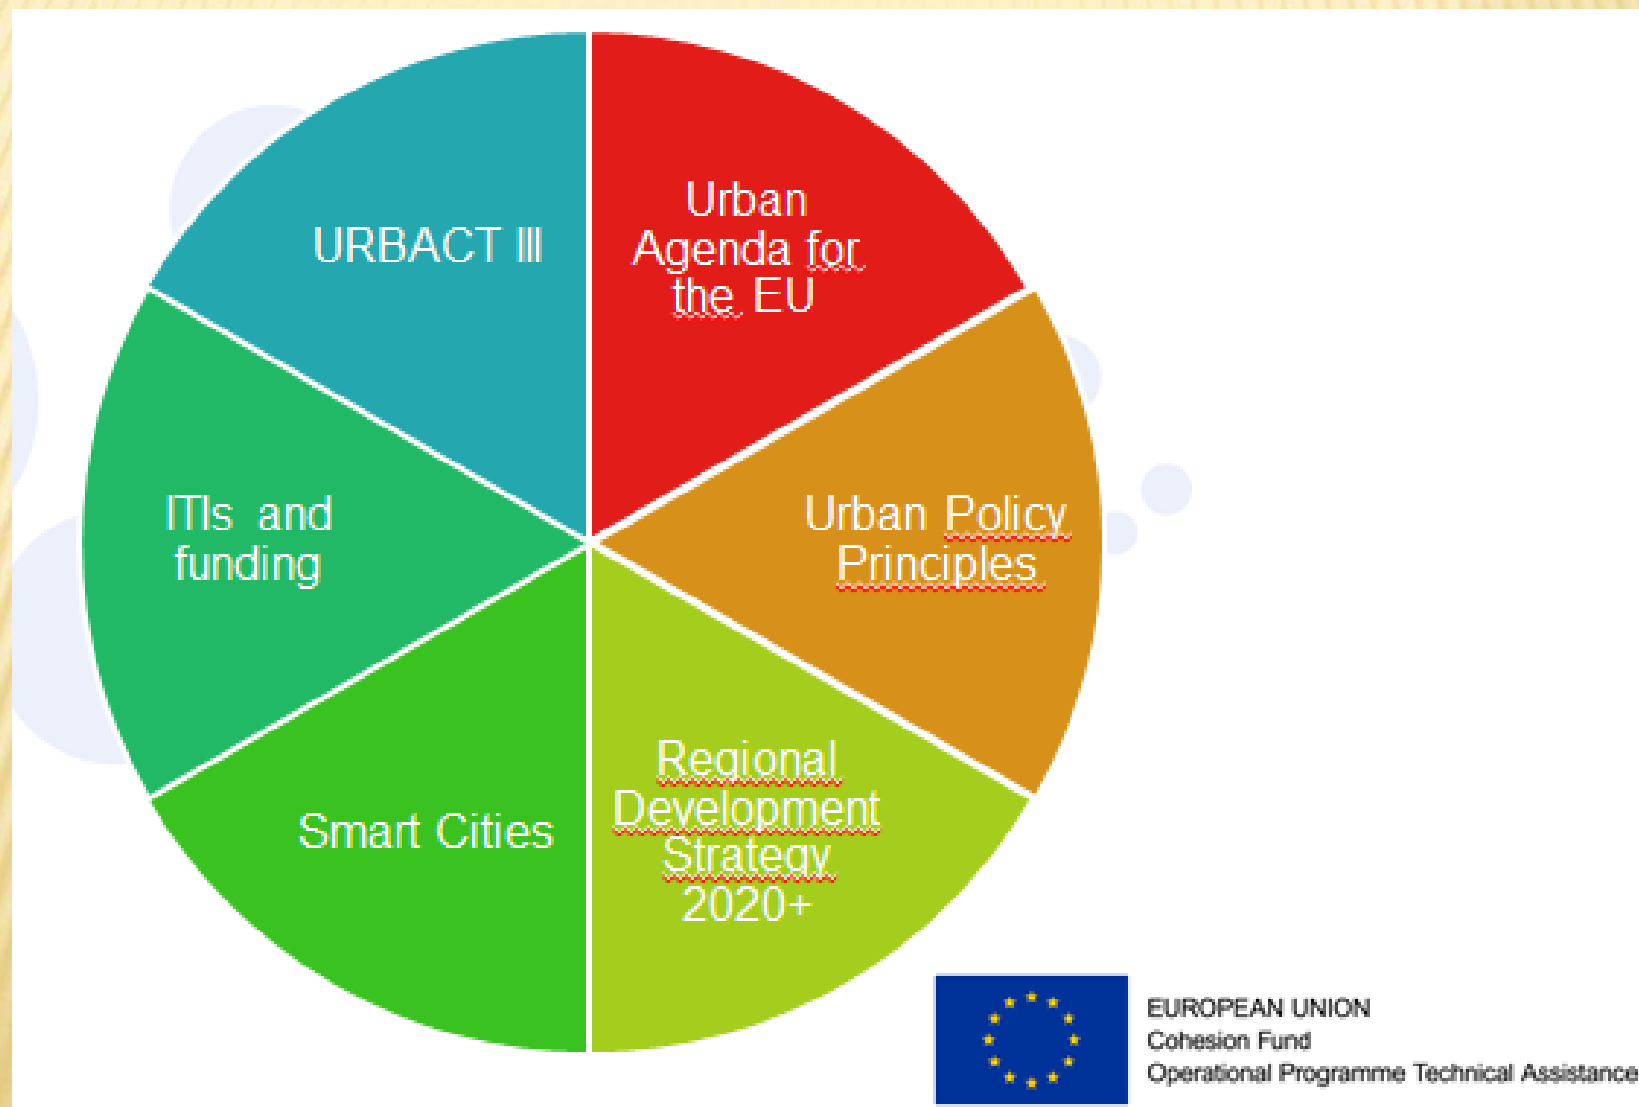 URBACT III
Urban
Agenda for
the EU
ITIs and
funding
Urban Policy
Principles
Smart Cities
Regional
Development
Strategy
2020+
EUROPEAN UNION
Cohesion Fund
Operational Programme Technical Assistance